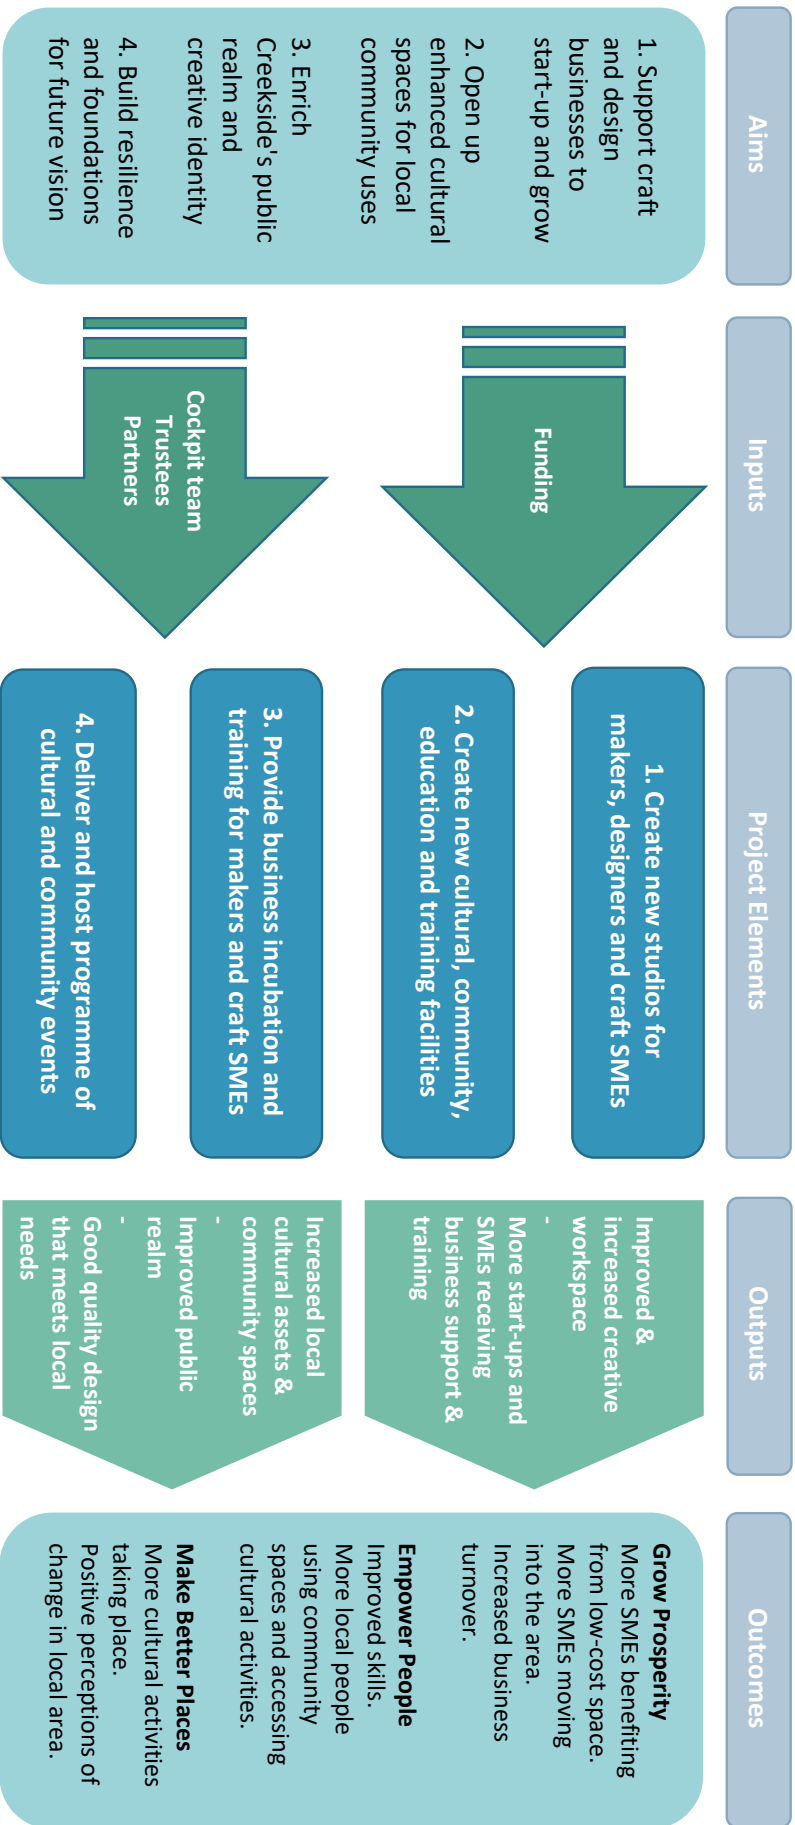 Aims
1. Support craft
and design
businesses to
start-up and grow
2. Open up
enhanced cultural
spaces for local
community uses
3. Enrich
Creekside's public
realm and
creative identity
4. Build resilience
and foundations
for future vision
Inputs
Funding
Cockpit team
Trustees
Partners
Project Elements
1. Create new studios for
makers, designers and craft SMEs
2. Create new cultural, community,
education and training facilities
3. Provide business incubation and
training for makers and craft SMEs
4. Deliver and host programme of
cultural and community events
Outputs
Improved &
increased creative
workspace
-
More start-ups and
SMEs receiving
business support &
training
Increased local
cultural assets &
community spaces
-
Improved public
realm
-
Good quality design
that meets local
needs
Outcomes
Grow Prosperity
More SMEs benefiting
from low-cost space.
More SMEs moving
into the area.
Increased business
turnover.
Empower People
Improved skills.
More local people
using community
spaces and accessing
cultural activities.
Make Better Places
More cultural activities
taking place.
Positive perceptions of
change in local area.